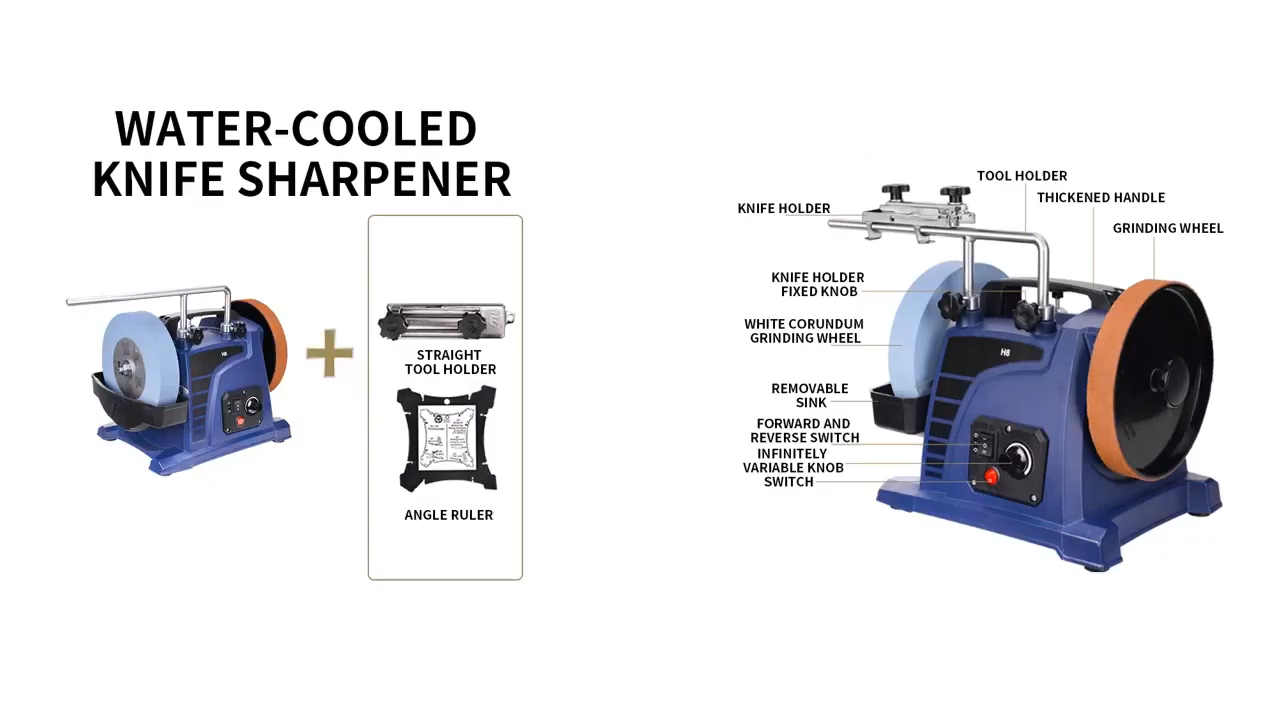 WATER-COOLED
KNIFE SHARPENER
STRAIGHT
TOOL HOLDER
ANGLE RULER
H8
TOOL HOLDER
THICKENED HANDLE
KNIFE HOLDER
GRINDING WHEEL
KNIFE HOLDER
FIXED KNOB
WHITE CORUNDUM
GRINDING WHEEL
H8
REMOVABLE
SINK
FORWARD AND
REVERSE SWITCH
INFINITELY
VARIABLE KNOB
SWITCH